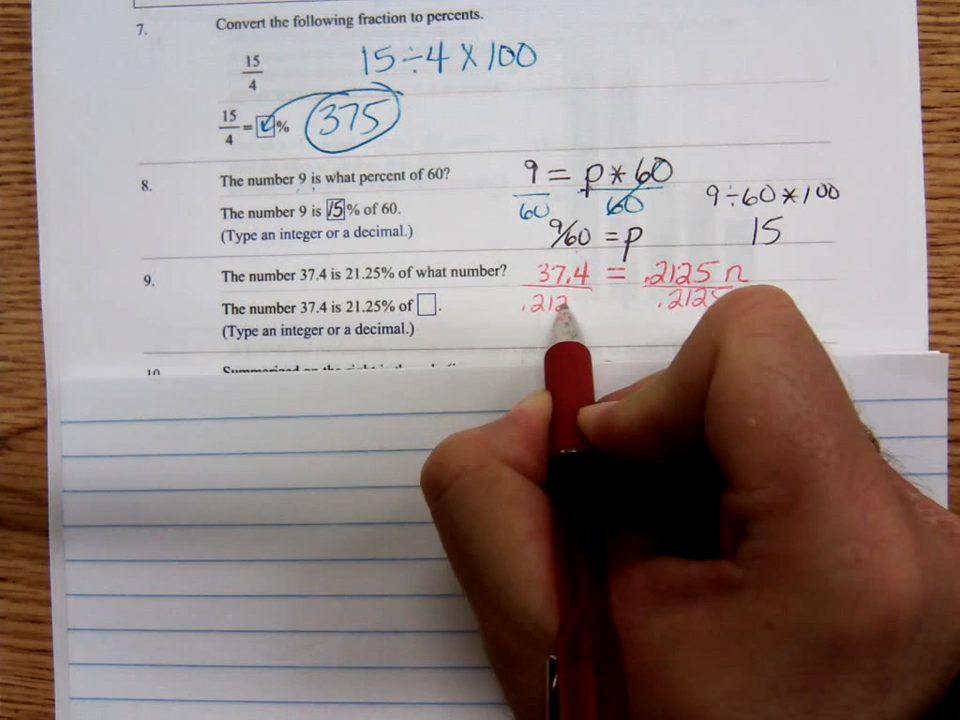 7. Convert the following fraction to percents.
15/4 15÷4×100
15/4 = ☐% 375
8. The number 9 is what percent of 60? 9 = p*60
60 60 9÷60*100
The number 9 is 15 % of 60.
(Type an integer or a decimal.) 9/60 = p 15
9. The number 37.4 is 21.25% of what number? 37.4 = .2125 n
The number 37.4 is 21.25% of ☐. .212 .2125
(Type an integer or a decimal.)
10